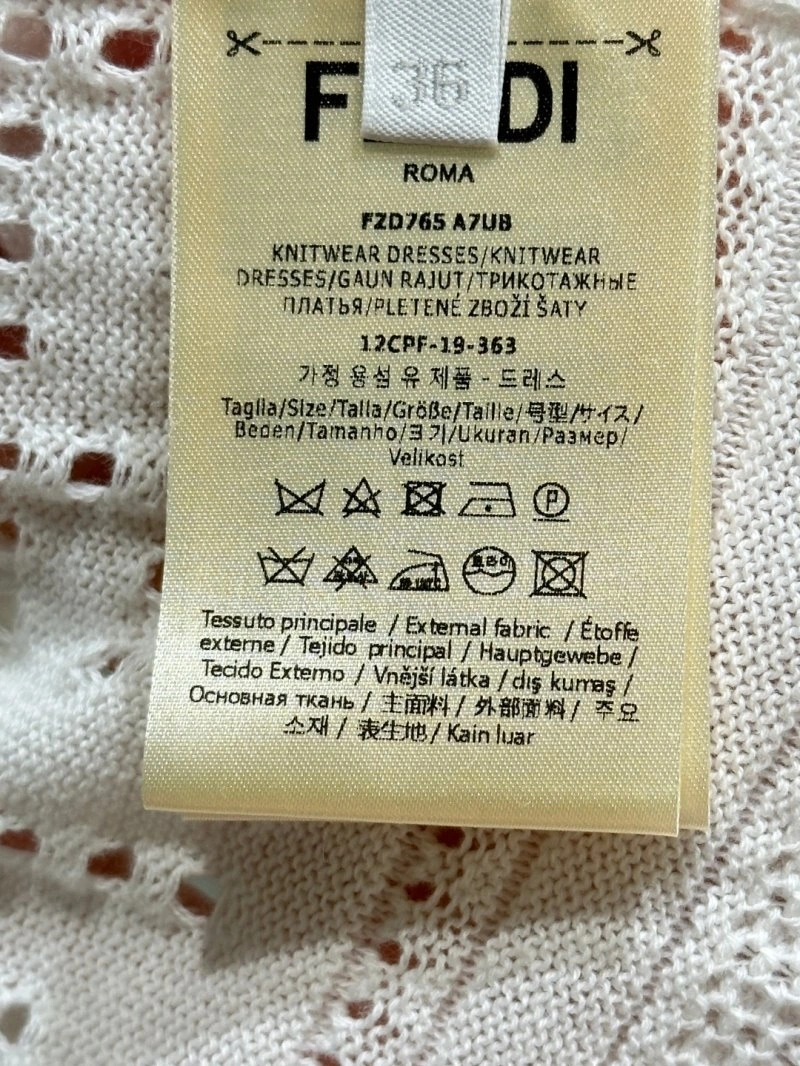 36
ROMA
FZD765 A7UB
KNITWEAR DRESSES/KNITWEAR
DRESSES/GAUN RAJUT/ТРИКОТАЖНЫЕ
ПЛАТЬЯ/PLETENÉ ZBOŽÍ ŠATY
12CPF-19-363
가정 용섬 유 제품 - 드레스
Taglia/Size/Talla/Größe/Taille/号型/サイズ/
Beden/Tamanho/크기/Ukuran/Размер/
Velikost
P
Tessuto principale / External fabric / Étoffe
externe / Tejido principal / Hauptgewebe /
Tecido Externo / Vnější látka / dış kumaş /
Основная ткань / 主面料 / 外部面料 / 주요
소재 / 表生地 / Kain luar